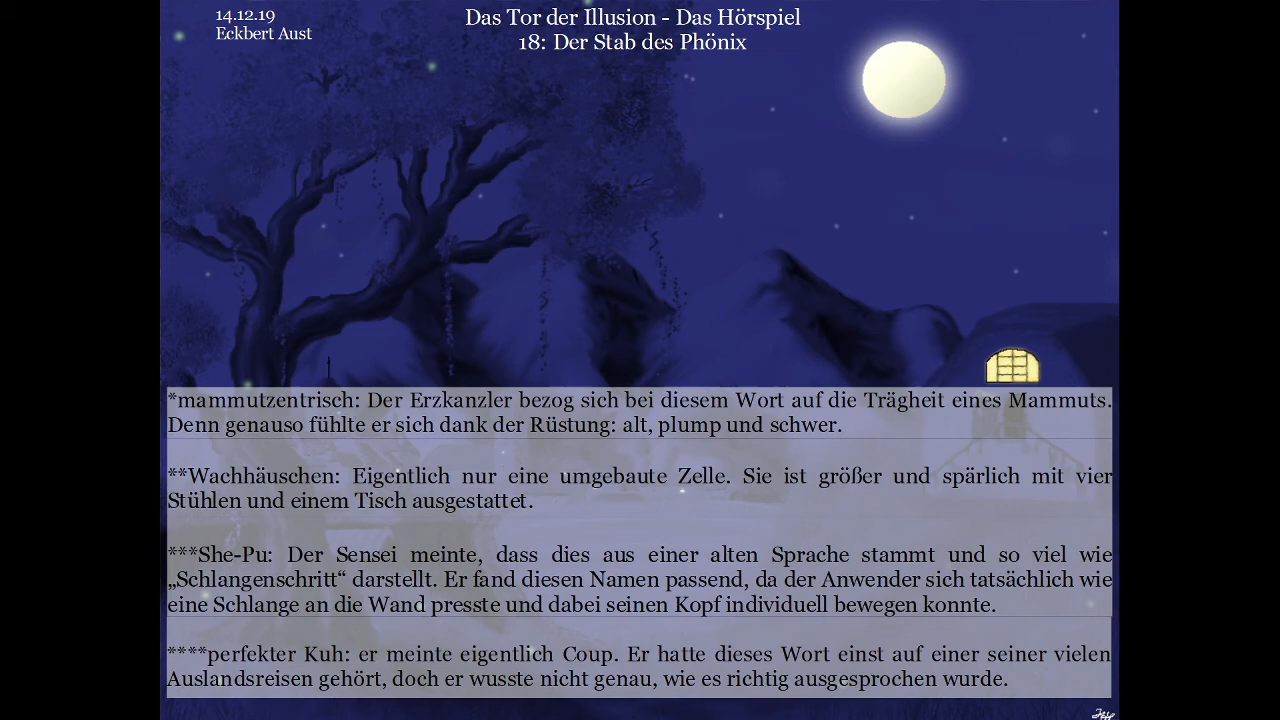 14.12.19
Eckbert Aust
Das Tor der Illusion - Das Hörspiel
18: Der Stab des Phönix
*mammutzentrisch: Der Erzkanzler bezog sich bei diesem Wort auf die Trägheit eines Mammuts.
Denn genauso fühlte er sich dank der Rüstung: alt, plump und schwer.
**Wachhäuschen: Eigentlich nur eine umgebaute Zelle. Sie ist größer und spärlich mit vier
Stühlen und einem Tisch ausgestattet.
***She-Pu: Der Sensei meinte, dass dies aus einer alten Sprache stammt und so viel wie
„Schlangenschritt“ darstellt. Er fand diesen Namen passend, da der Anwender sich tatsächlich wie
eine Schlange an die Wand presste und dabei seinen Kopf individuell bewegen konnte.
****perfekter Kuh: er meinte eigentlich Coup. Er hatte dieses Wort einst auf einer seiner vielen
Auslandsreisen gehört, doch er wusste nicht genau, wie es richtig ausgesprochen wurde.